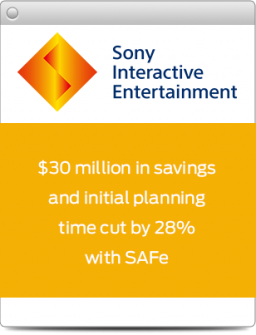 Sony
Interactive
Entertainment
$30 million in savings
and initial planning
time cut by 28%
with SAFe